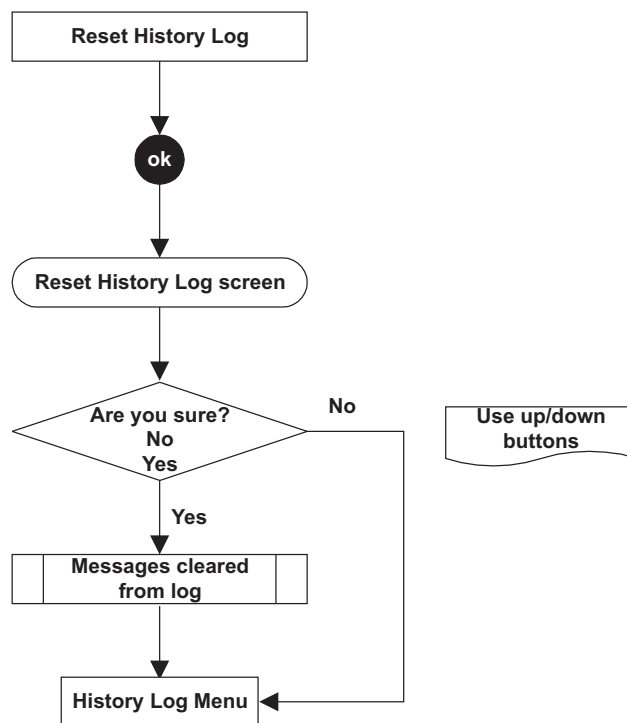 Reset History Log
ok
Reset History Log screen
Are you sure?
No
Yes
No
Use up/down
buttons
Yes
Messages cleared
from log
History Log Menu